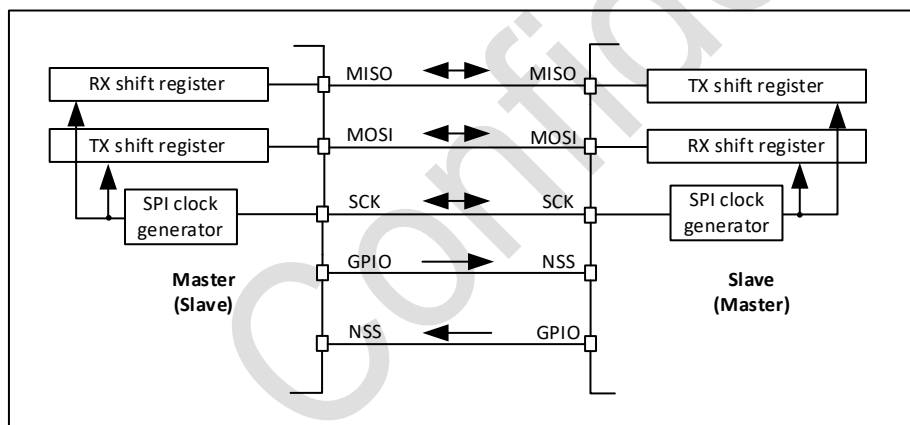 RX shift register
MISO
MISO
TX shift register
TX shift register
MOSI
MOSI
RX shift register
SPI clock
generator
SCK
SCK
SPI clock
generator
GPIO
NSS
Master
(Slave)
Slave
(Master)
NSS
GPIO